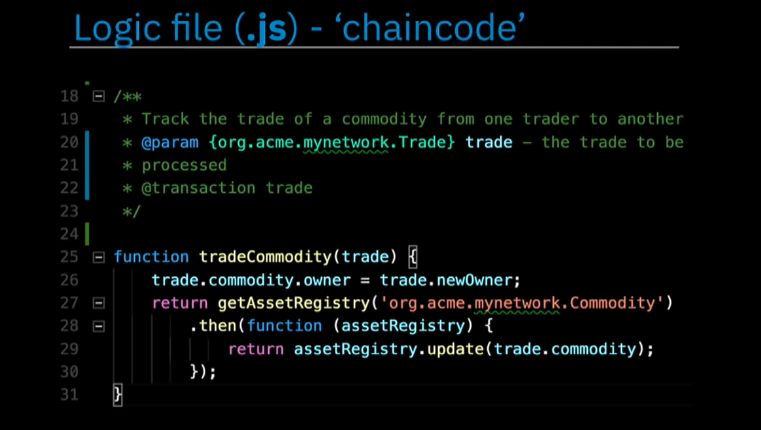 Logic file (.js) - ‘chaincode’
18 /**
19 * Track the trade of a commodity from one trader to another
20 * @param {org.acme.mynetwork.Trade} trade – the trade to be
21 * processed
22 * @transaction trade
23 */
24
25 function tradeCommodity(trade) {
26 trade.commodity.owner = trade.newOwner;
27 return getAssetRegistry('org.acme.mynetwork.Commodity')
28 .then(function (assetRegistry) {
29 return assetRegistry.update(trade.commodity);
30 });
31 }